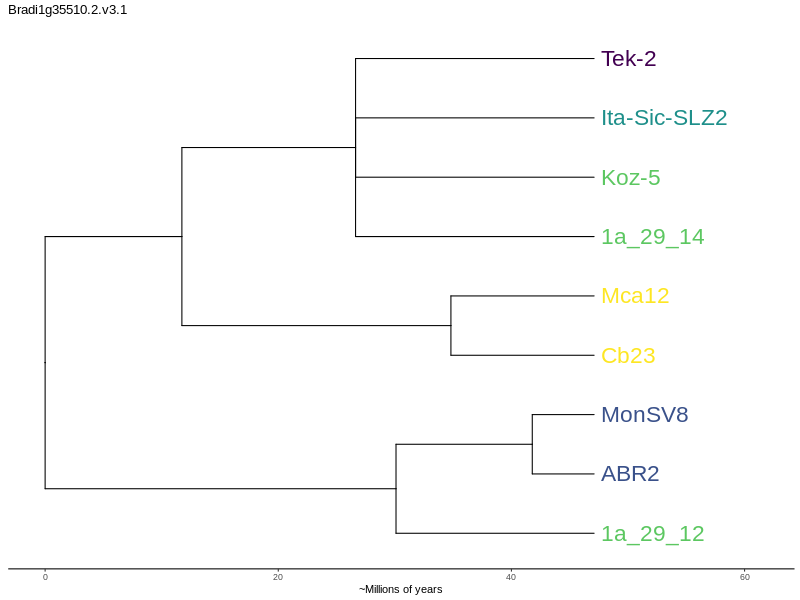 Bradi1g35510.2.v3.1
Tek-2
Ita-Sic-SLZ2
Koz-5
1a_29_14
Mca12
Cb23
MonSV8
ABR2
1a_29_12
0 20 40 60
~Millions of years